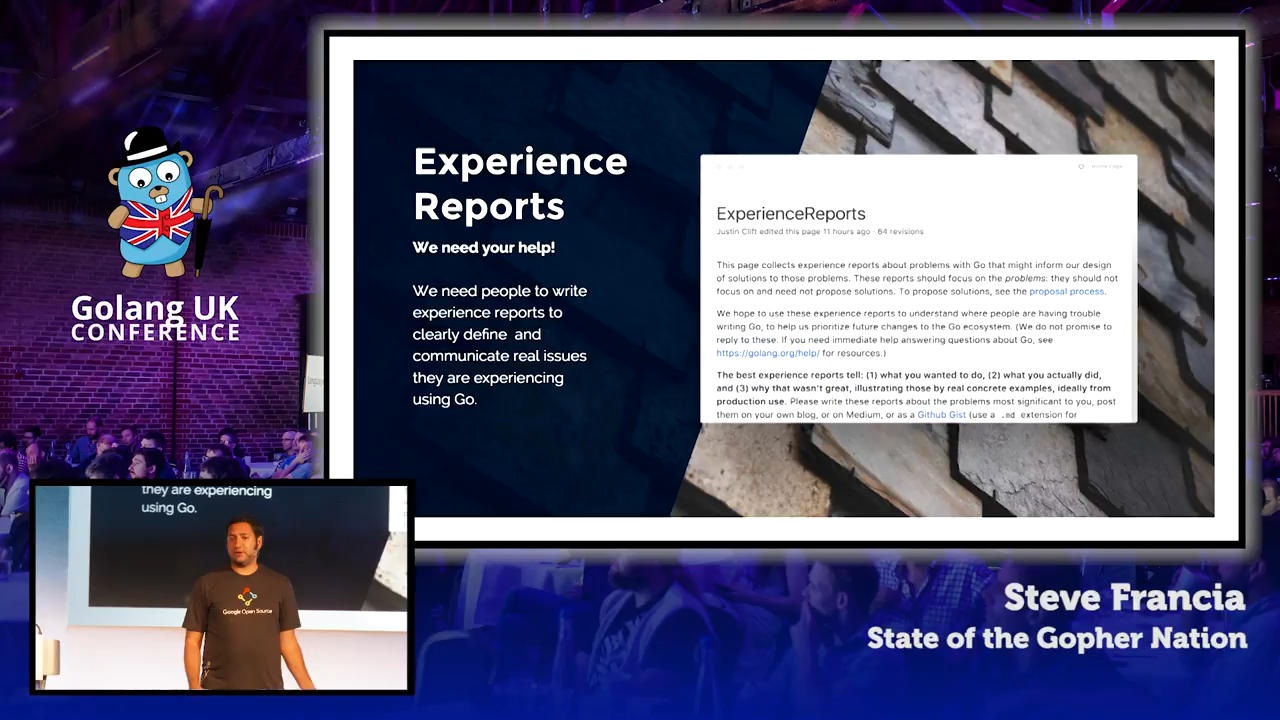 Golang UK
CONFERENCE
Experience
Reports
We need your help!
We need people to write
experience reports to
clearly define and
communicate real issues
they are experiencing
using Go.
ExperienceReports
Justin Clift edited this page 11 hours ago · 64 revisions
This page collects experience reports about problems with Go that might inform our design
of solutions to those problems. These reports should focus on the problems: they should not
focus on and need not propose solutions. To propose solutions, see the proposal process.
We hope to use these experience reports to understand where people are having trouble
writing Go, to help us prioritize future changes to the Go ecosystem. (We do not promise to
reply to these. If you need immediate help answering questions about Go, see
https://golang.org/help/ for resources.)
The best experience reports tell: (1) what you wanted to do, (2) what you actually did,
and (3) why that wasn't great, illustrating those by real concrete examples, ideally from
production use. Please write these reports about the problems most significant to you, post
them on your own blog, or on Medium, or as a Github Gist (use a .md extension for
they are experiencing
using Go.
Google Open Source
Steve Francia
State of the Gopher Nation